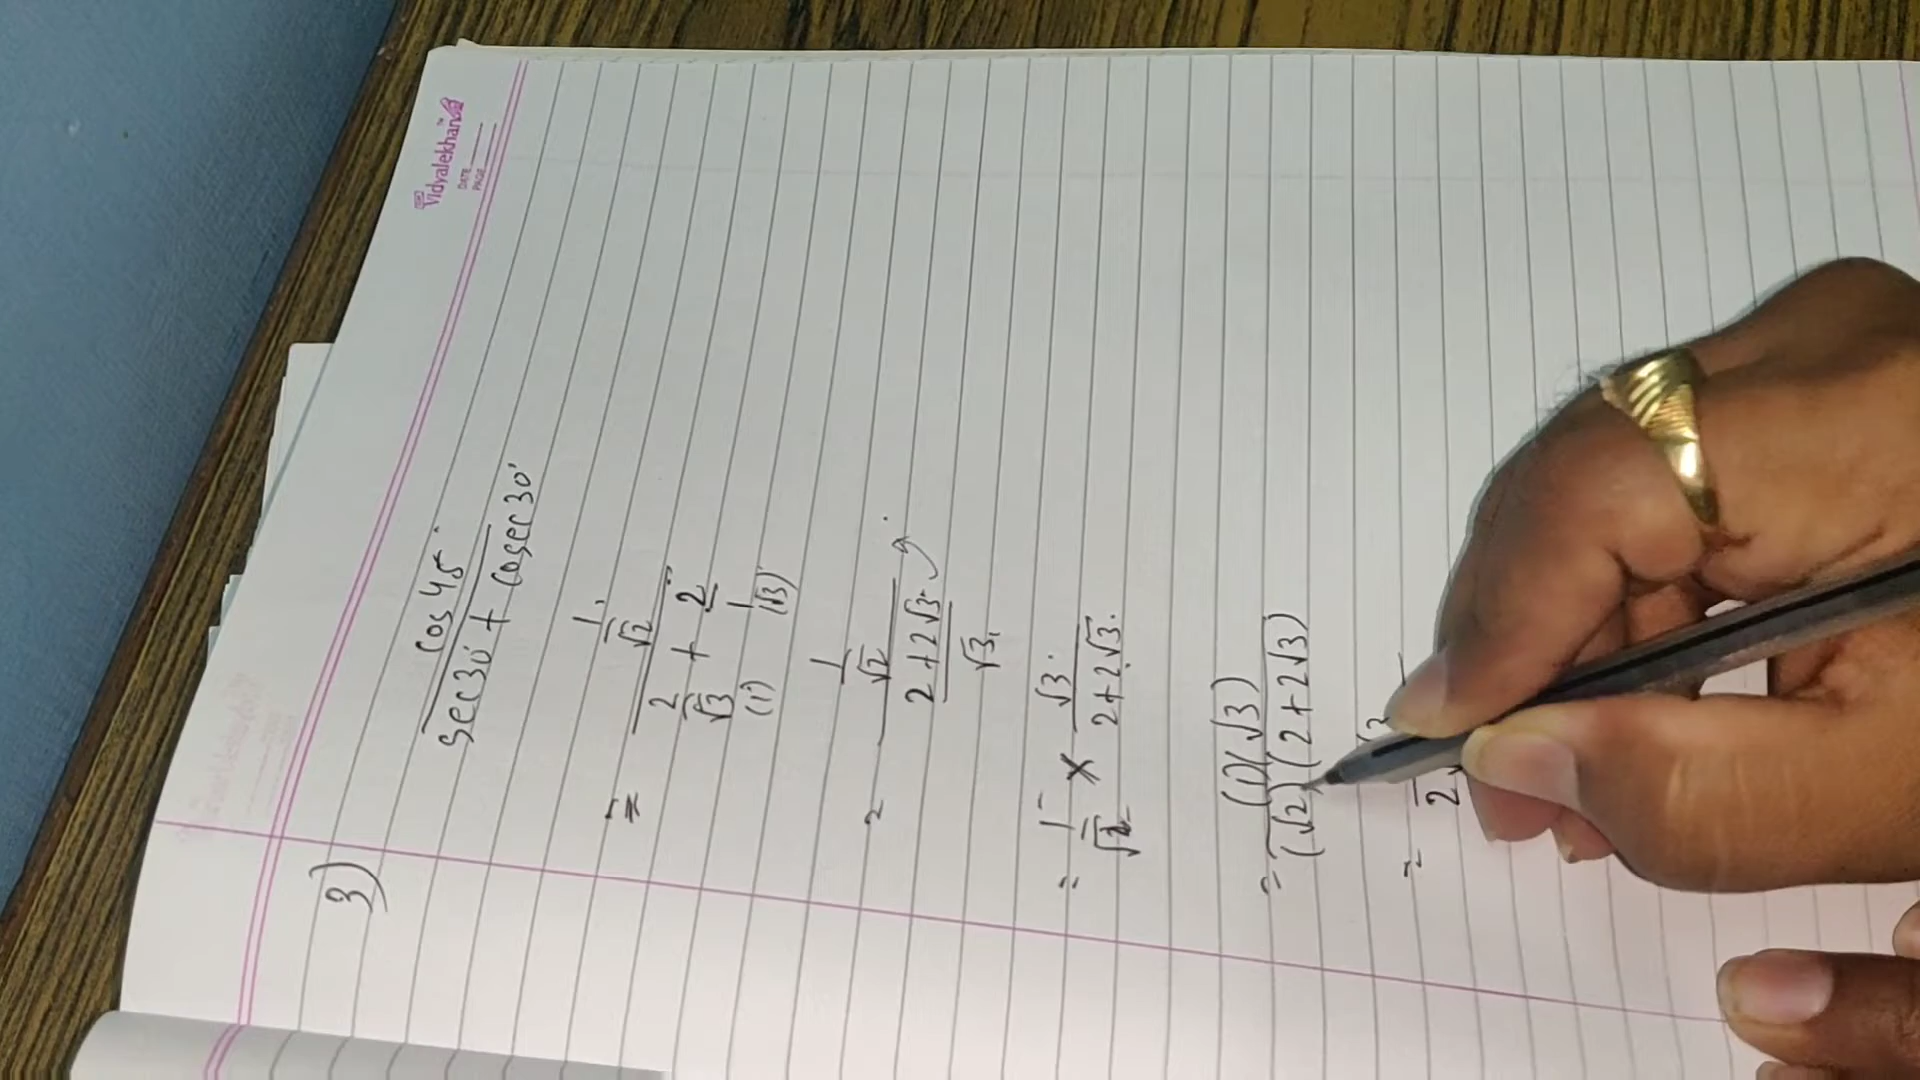 Vidyalekhan
DATE
PAGE
3)
cos 45°
sec 30° + cosec 30°
= 1
√2
2 + 2
√3 1
(1) (√3)
= 1
√2
2+2√3
√3
= 1 × √3
√2 2+2√3
= (1)(√3)
(√2)(2+2√3)
=
2